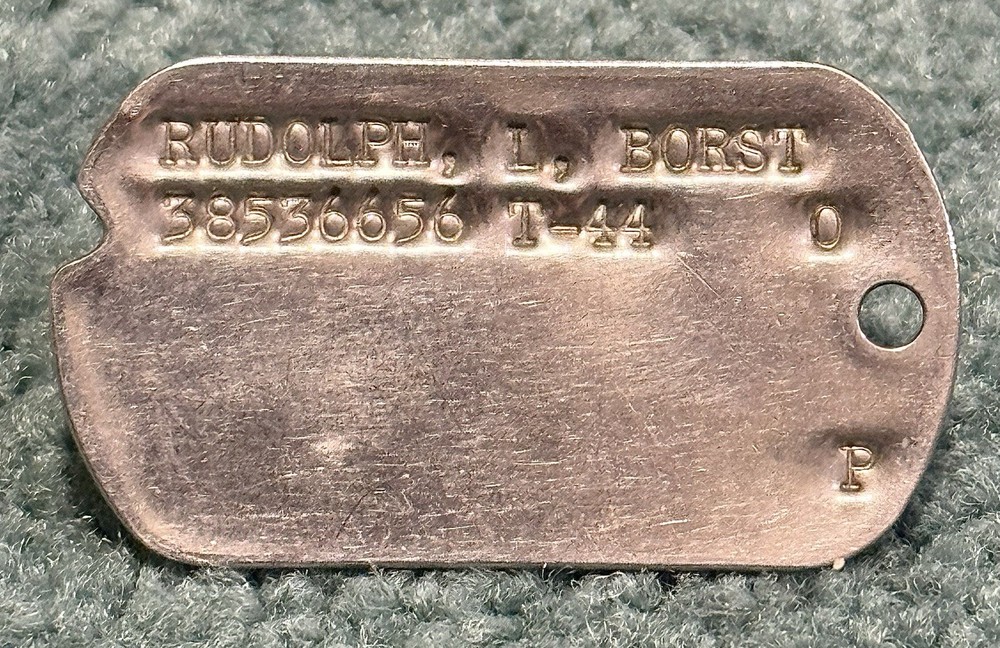 RUDOLPH, L, BORST
38536656 T-44 O
P